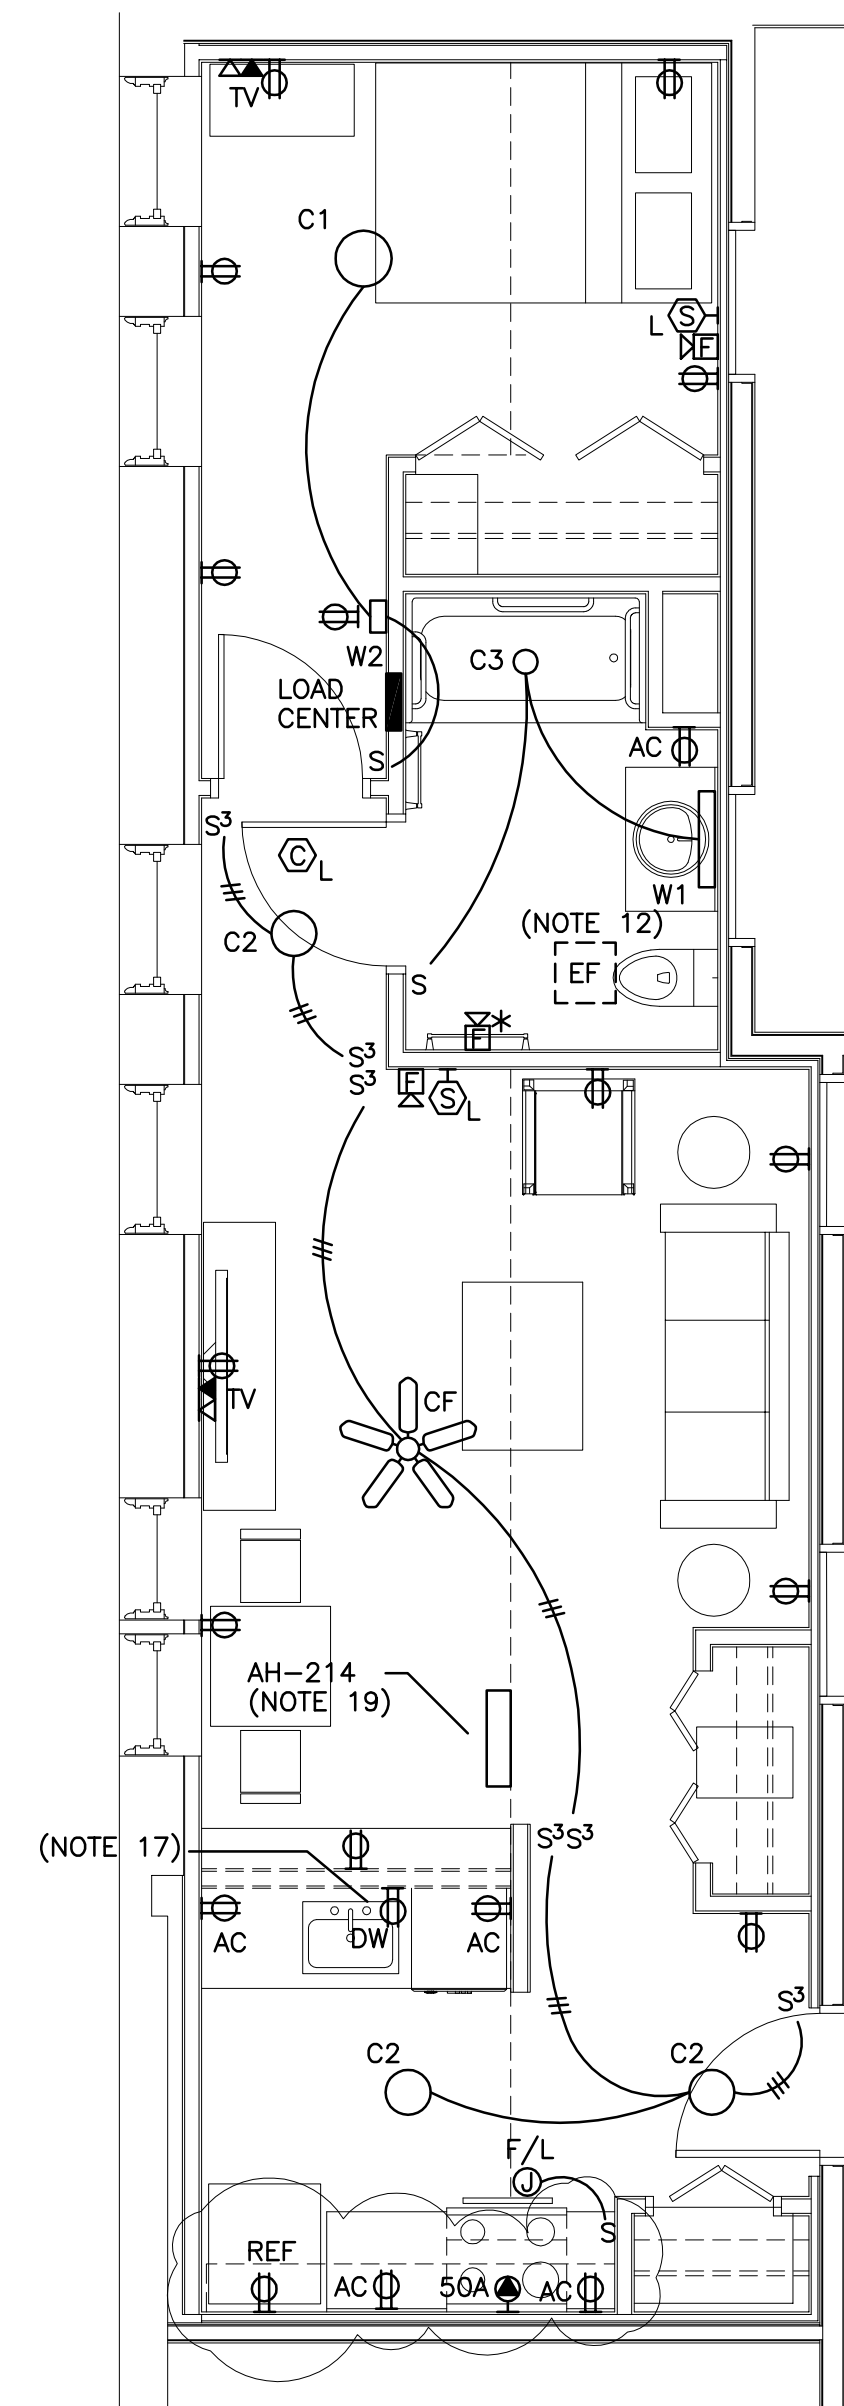 TV
C1
S
L
F
W2
C3
LOAD
CENTER
AC
S
S³
C
L
W1
C2
(NOTE 12)
S
EF
F*
S³
S³
F
S
L
CF
TV
AH-214
(NOTE 19)
S³S³
(NOTE 17)
AC
DW
AC
S³
C2
C2
F/L
J
S
REF
AC
50A
AC